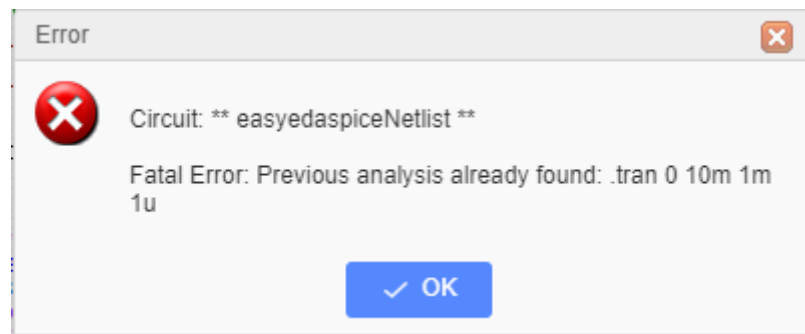 Error
Circuit: ** easyedaspiceNetlist **
Fatal Error: Previous analysis already found: .tran 0 10m 1m
1u
OK